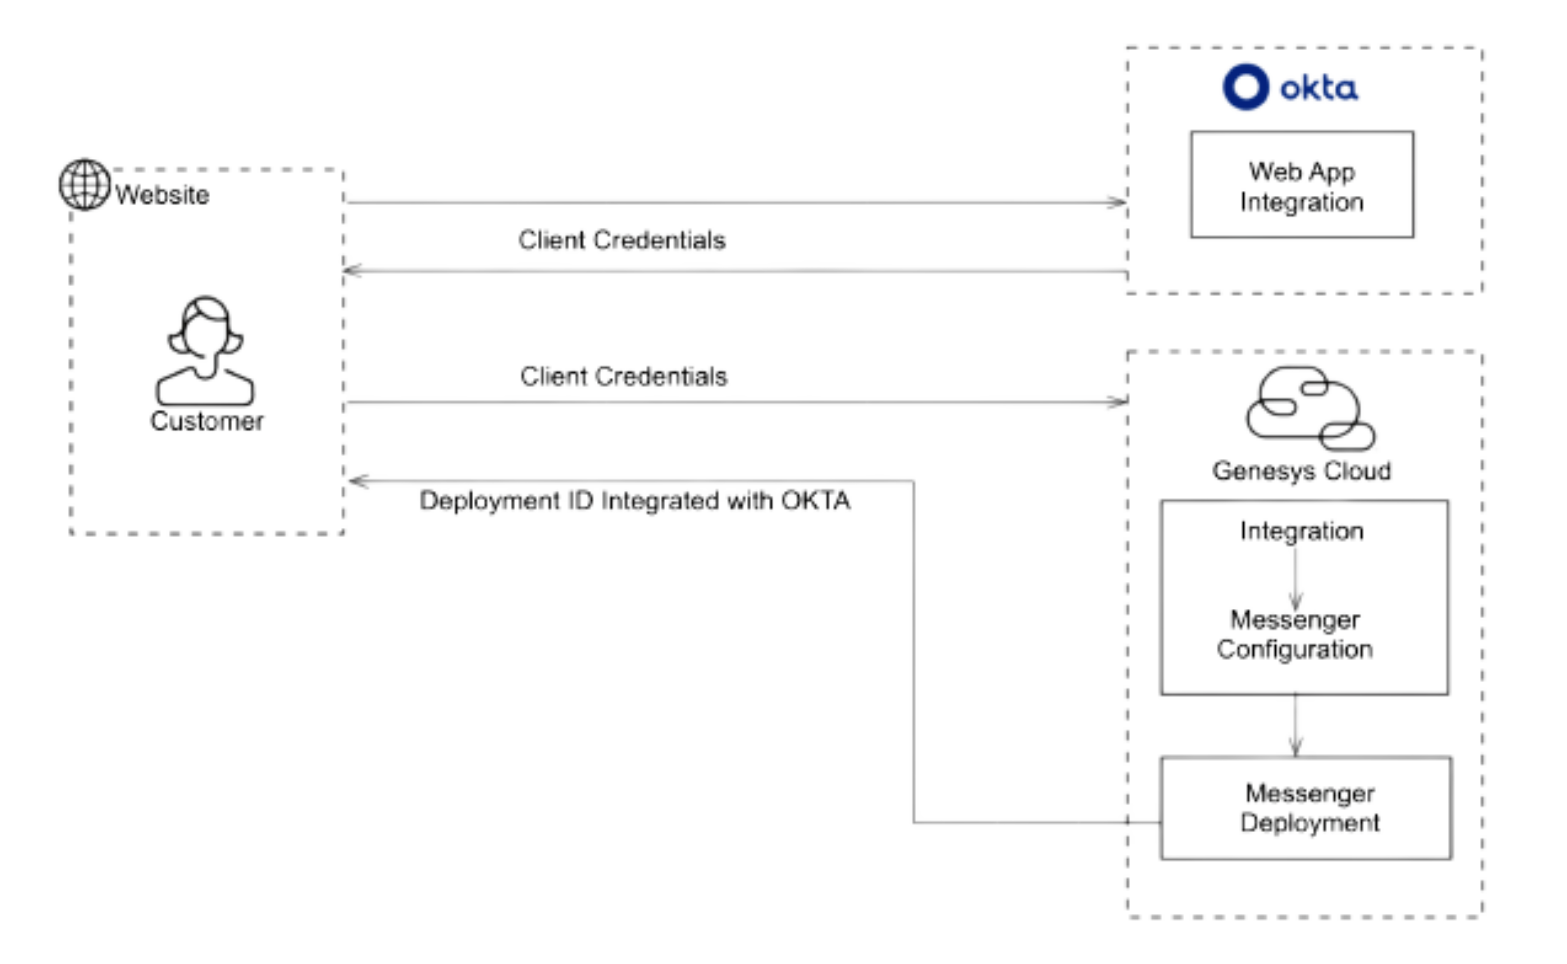 okta
Web App
Integration
Website
Client Credentials
Customer
Client Credentials
Deployment ID Integrated with OKTA
Genesys Cloud
Integration
Messenger
Configuration
Messenger
Deployment